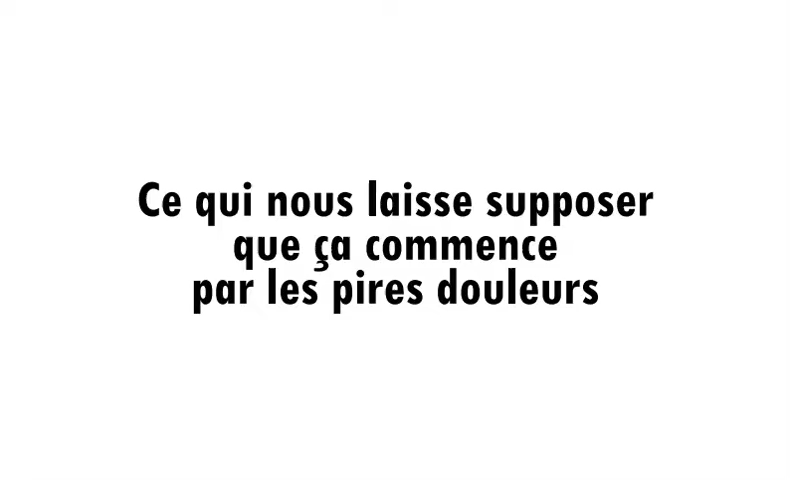 Ce qui nous laisse supposer
que ça commence
par les pires douleurs